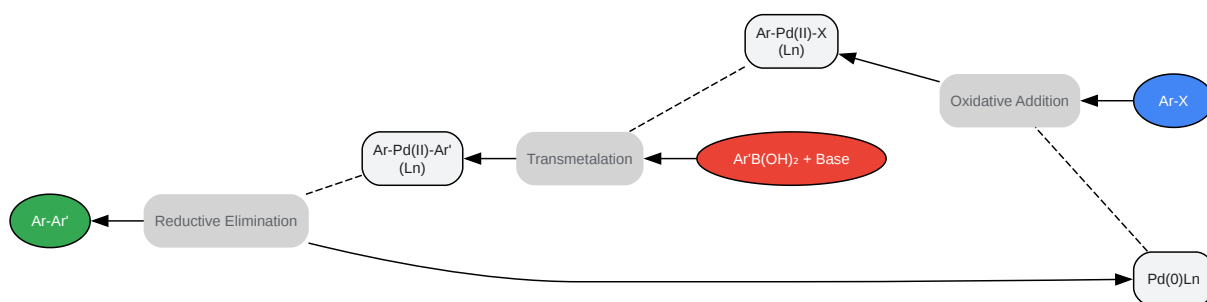 Ar-Pd(II)-X
(Ln)
Oxidative Addition
Ar-X
Ar-Pd(II)-Ar'
(Ln)
Transmetalation
Ar'B(OH)₂ + Base
Ar-Ar'
Reductive Elimination
Pd(0)Ln